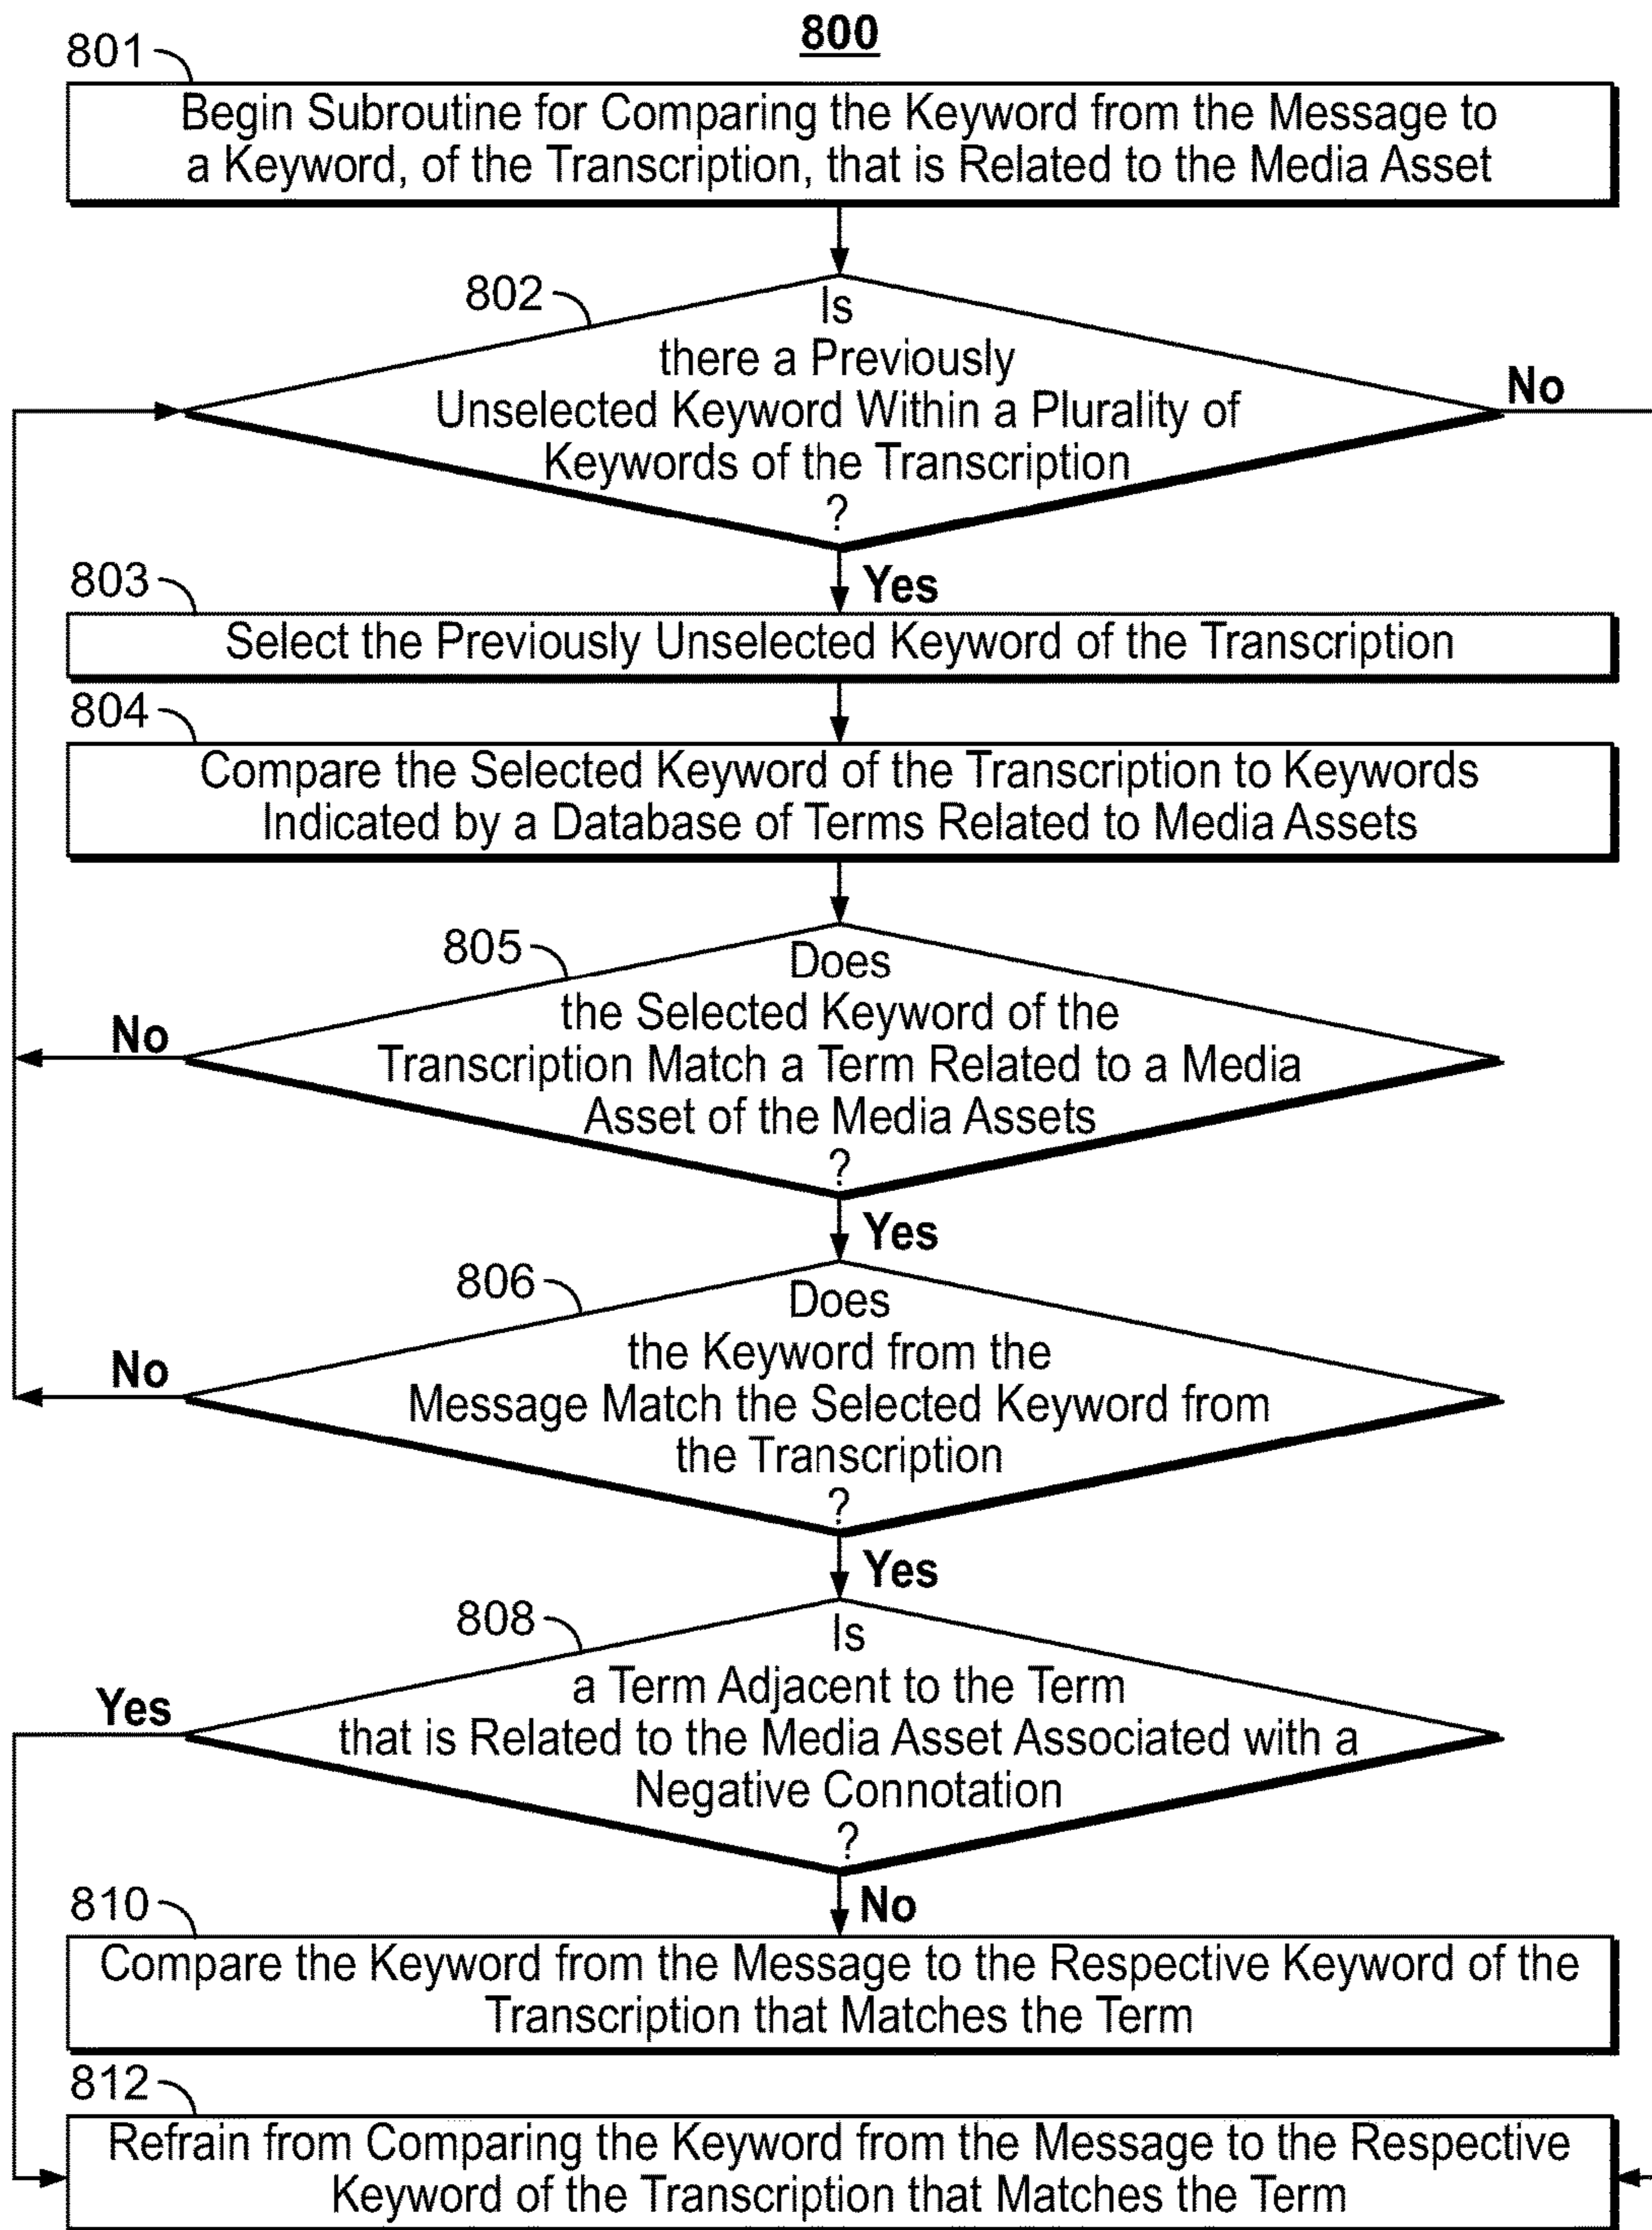 800
801
Begin Subroutine for Comparing the Keyword from the Message to
a Keyword, of the Transcription, that is Related to the Media Asset
802
Is
there a Previously
Unselected Keyword Within a Plurality of
Keywords of the Transcription
?
No
Yes
803
Select the Previously Unselected Keyword of the Transcription
804
Compare the Selected Keyword of the Transcription to Keywords
Indicated by a Database of Terms Related to Media Assets
805
Does
the Selected Keyword of the
Transcription Match a Term Related to a Media
Asset of the Media Assets
?
No
Yes
806
Does
the Keyword from the
Message Match the Selected Keyword from
the Transcription
?
No
Yes
808
Is
a Term Adjacent to the Term
that is Related to the Media Asset Associated with a
Negative Connotation
?
Yes
No
810
Compare the Keyword from the Message to the Respective Keyword of the
Transcription that Matches the Term
812
Refrain from Comparing the Keyword from the Message to the Respective
Keyword of the Transcription that Matches the Term